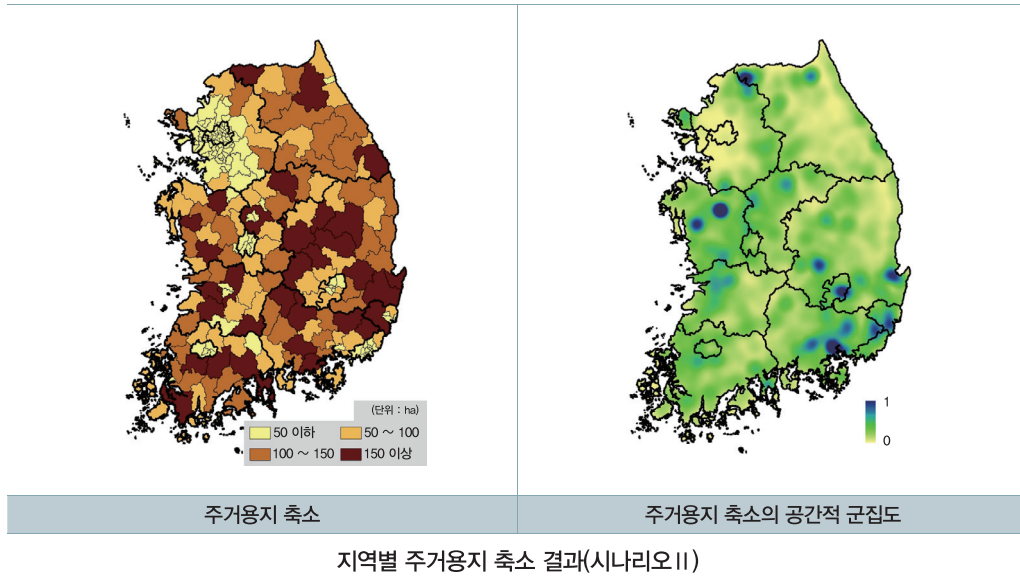 (단위 : ha)
50 이하 50 ~ 100
100 ~ 150 150 이상
1
0
주거용지 축소 주거용지 축소의 공간적 군집도
지역별 주거용지 축소 결과(시나리오Ⅱ)